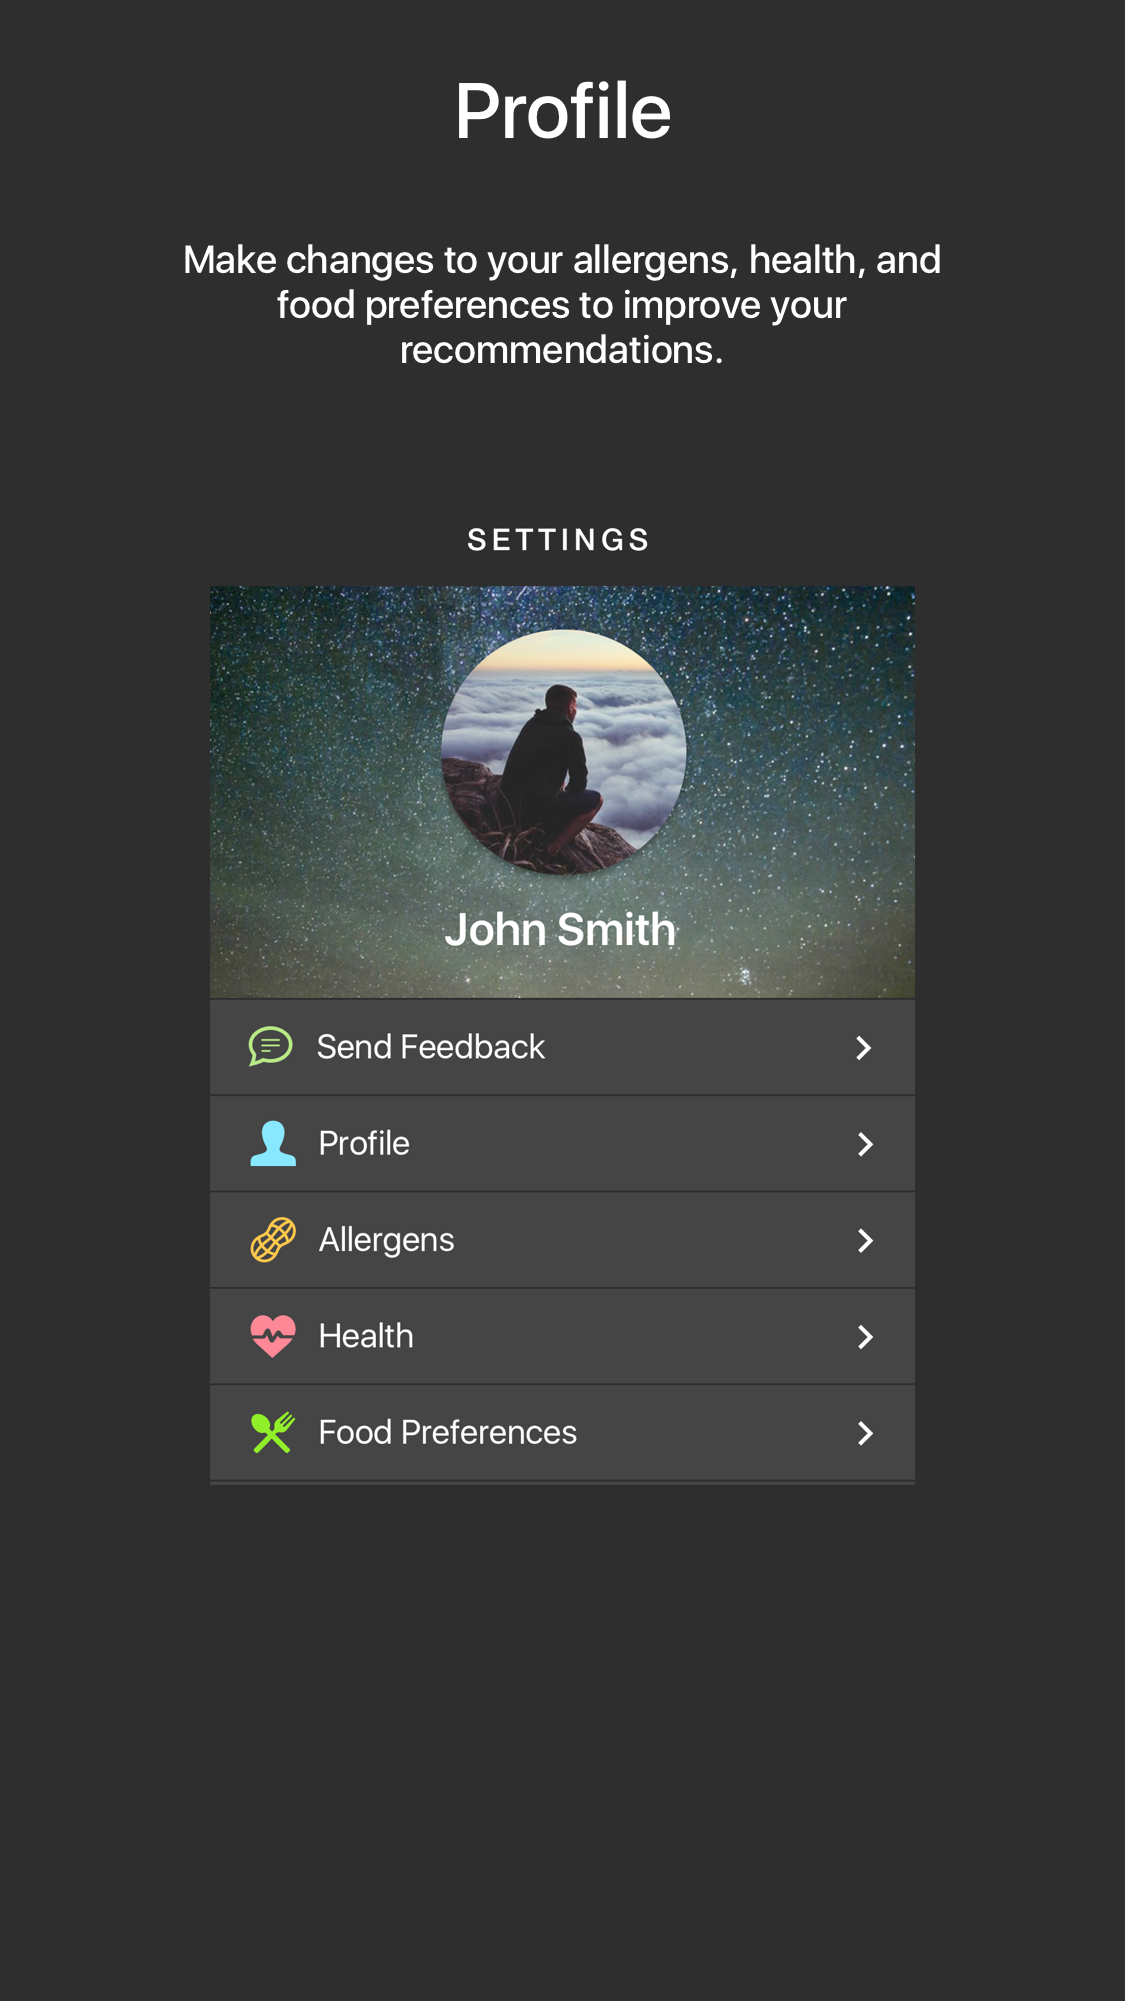 Profile
Make changes to your allergens, health, and
food preferences to improve your
recommendations.
SETTINGS
John Smith
Send Feedback
Profile
Allergens
Health
Food Preferences